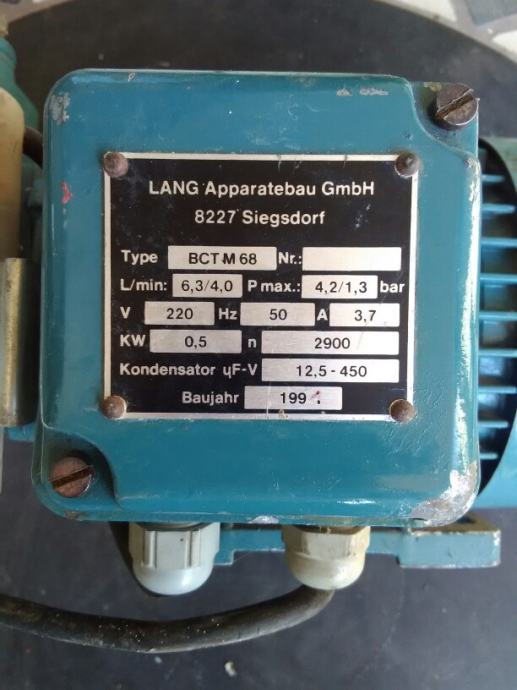 LANG Apparatebau GmbH
8227 Siegsdorf
Type BCT M 68 Nr.:
L/min: 6,3/4,0 P max.: 4,2/1,3 bar
V 220 Hz 50 A 3,7
KW 0,5 n 2900
Kondensator ųF-V 12,5 - 450
Baujahr